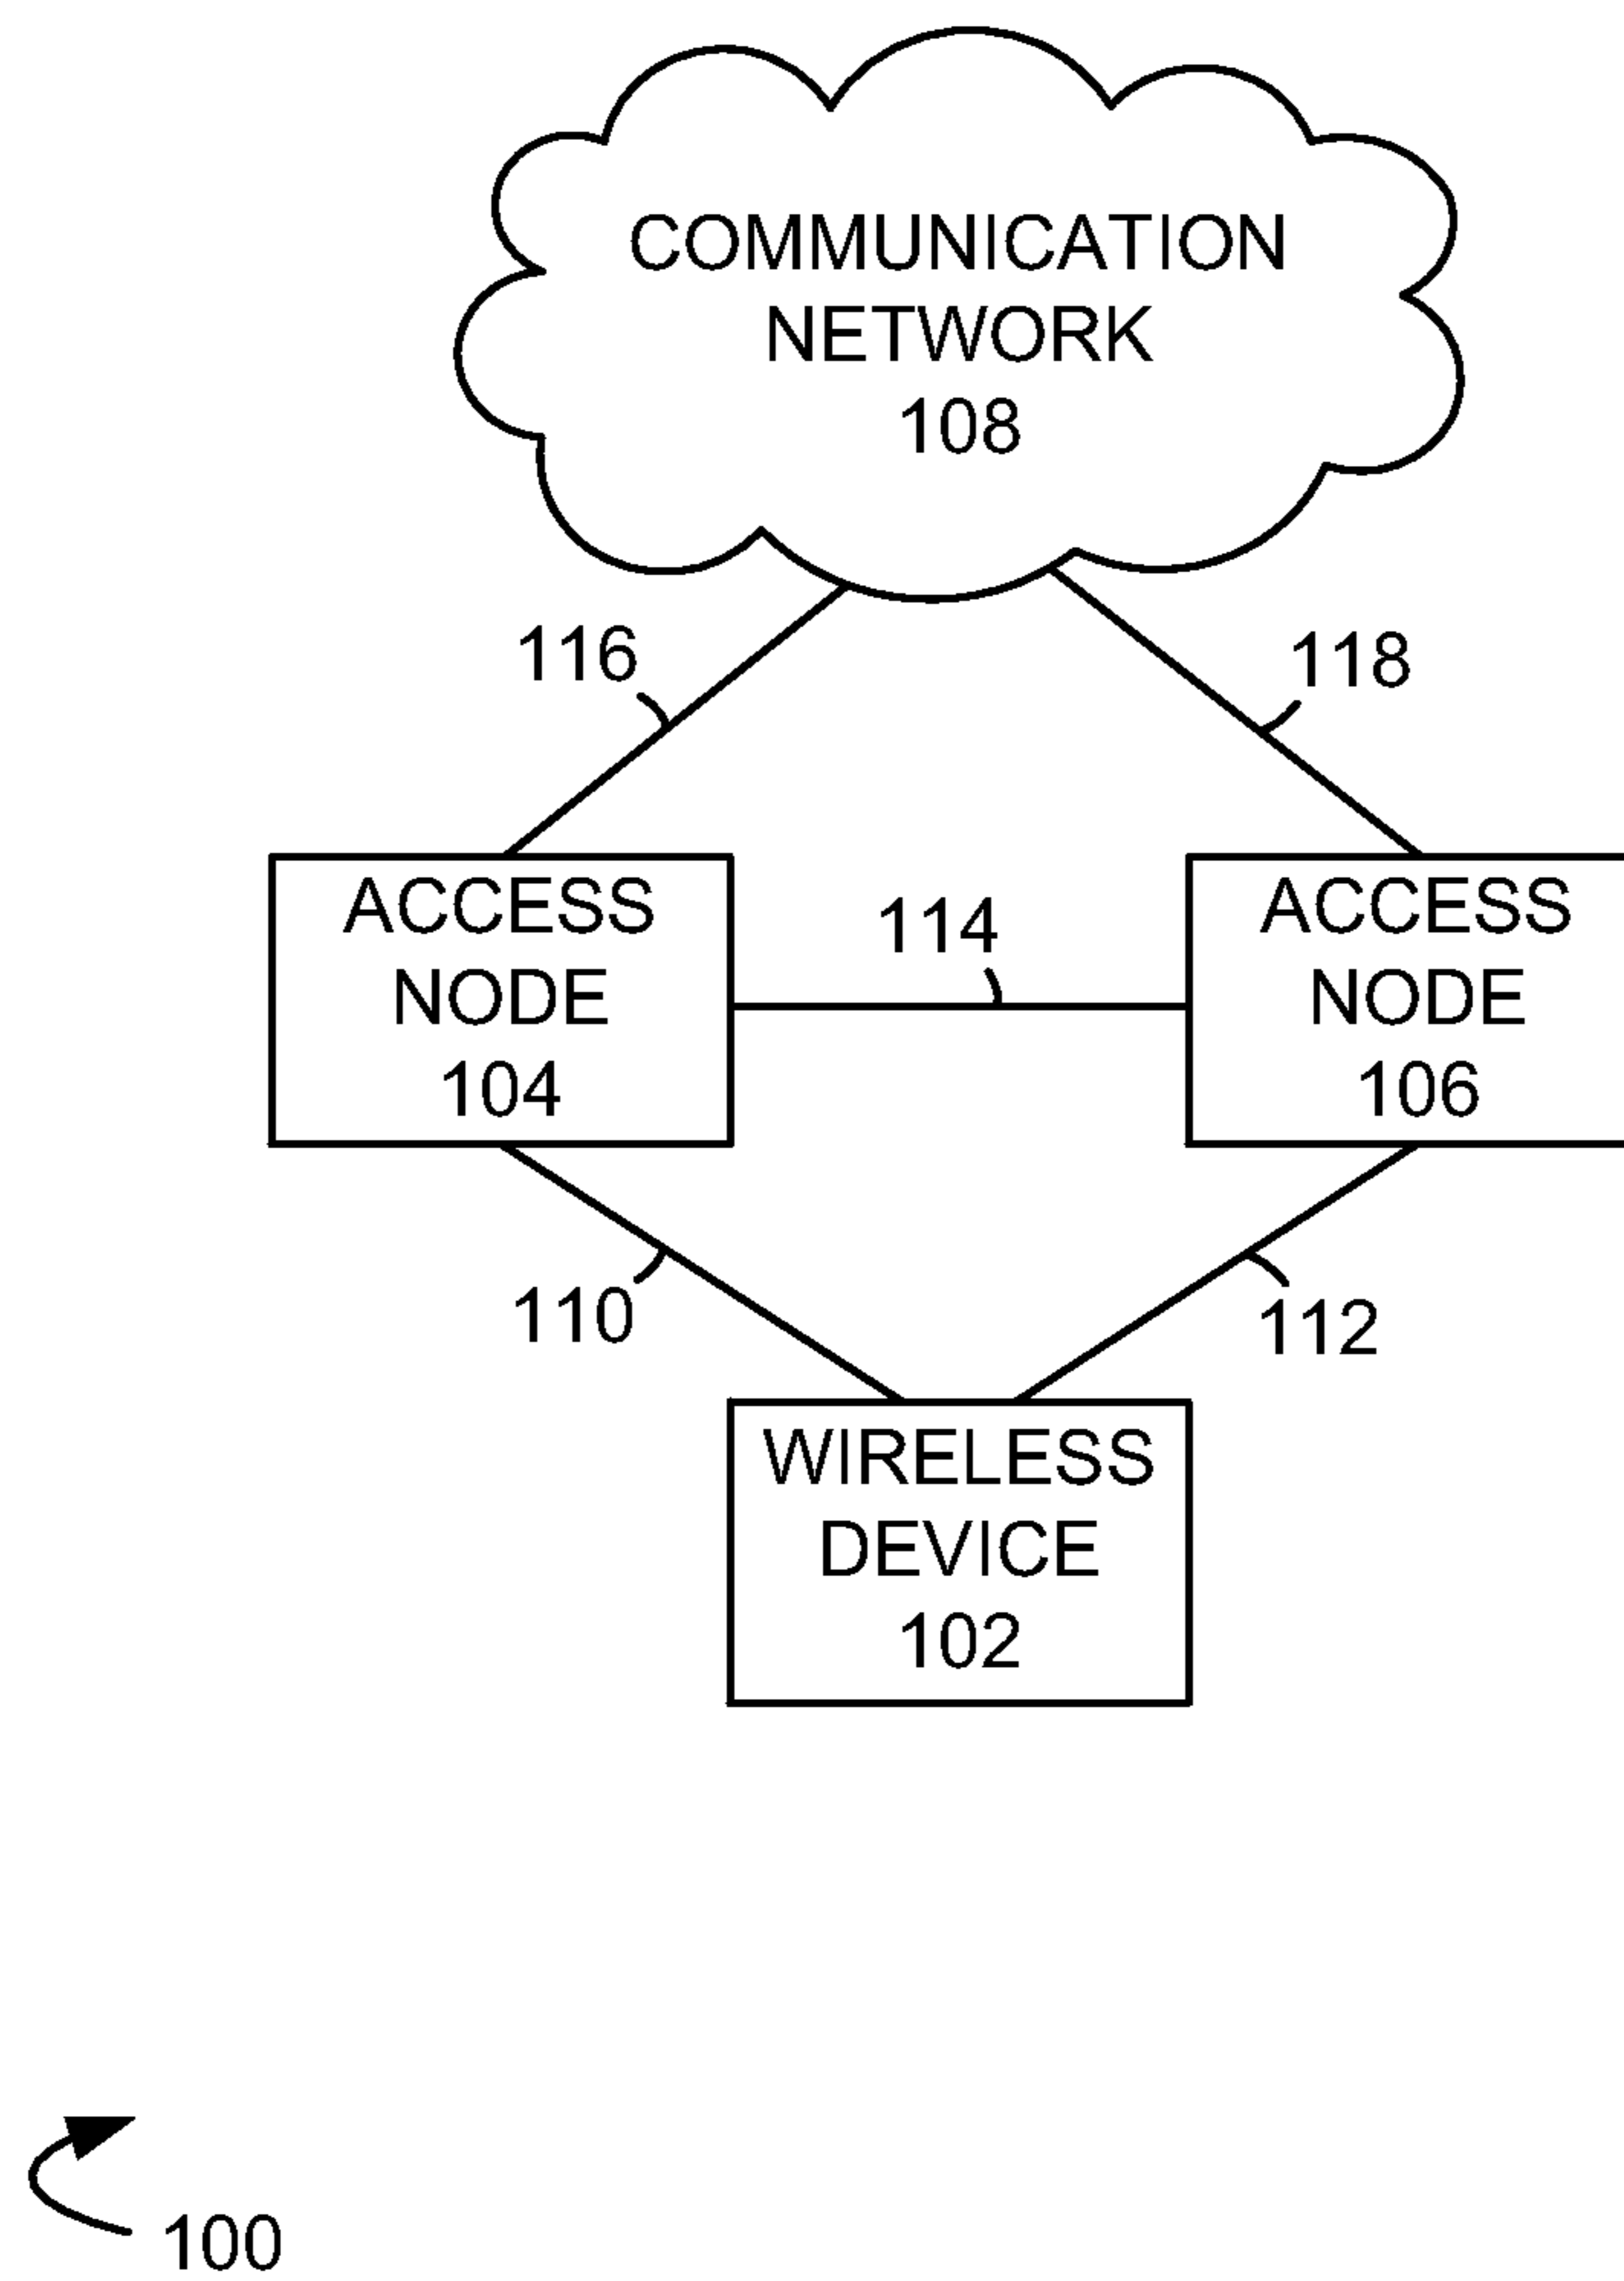 COMMUNICATION
NETWORK
108
116
118
ACCESS
NODE
104
114
ACCESS
NODE
106
110
112
WIRELESS
DEVICE
102
100